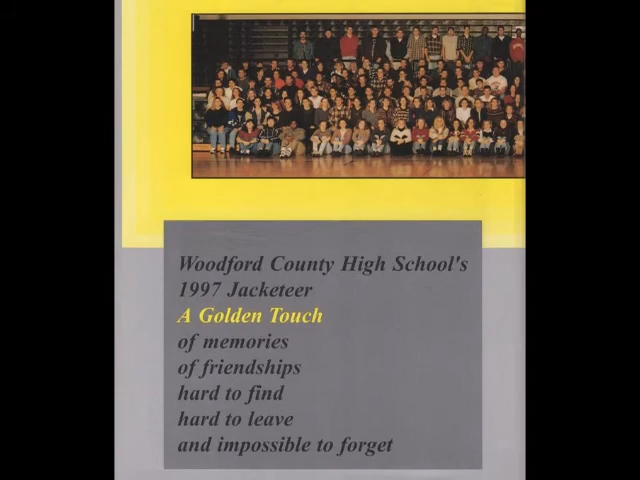 Woodford County High School's
1997 Jacketeer
A Golden Touch
of memories
of friendships
hard to find
hard to leave
and impossible to forget